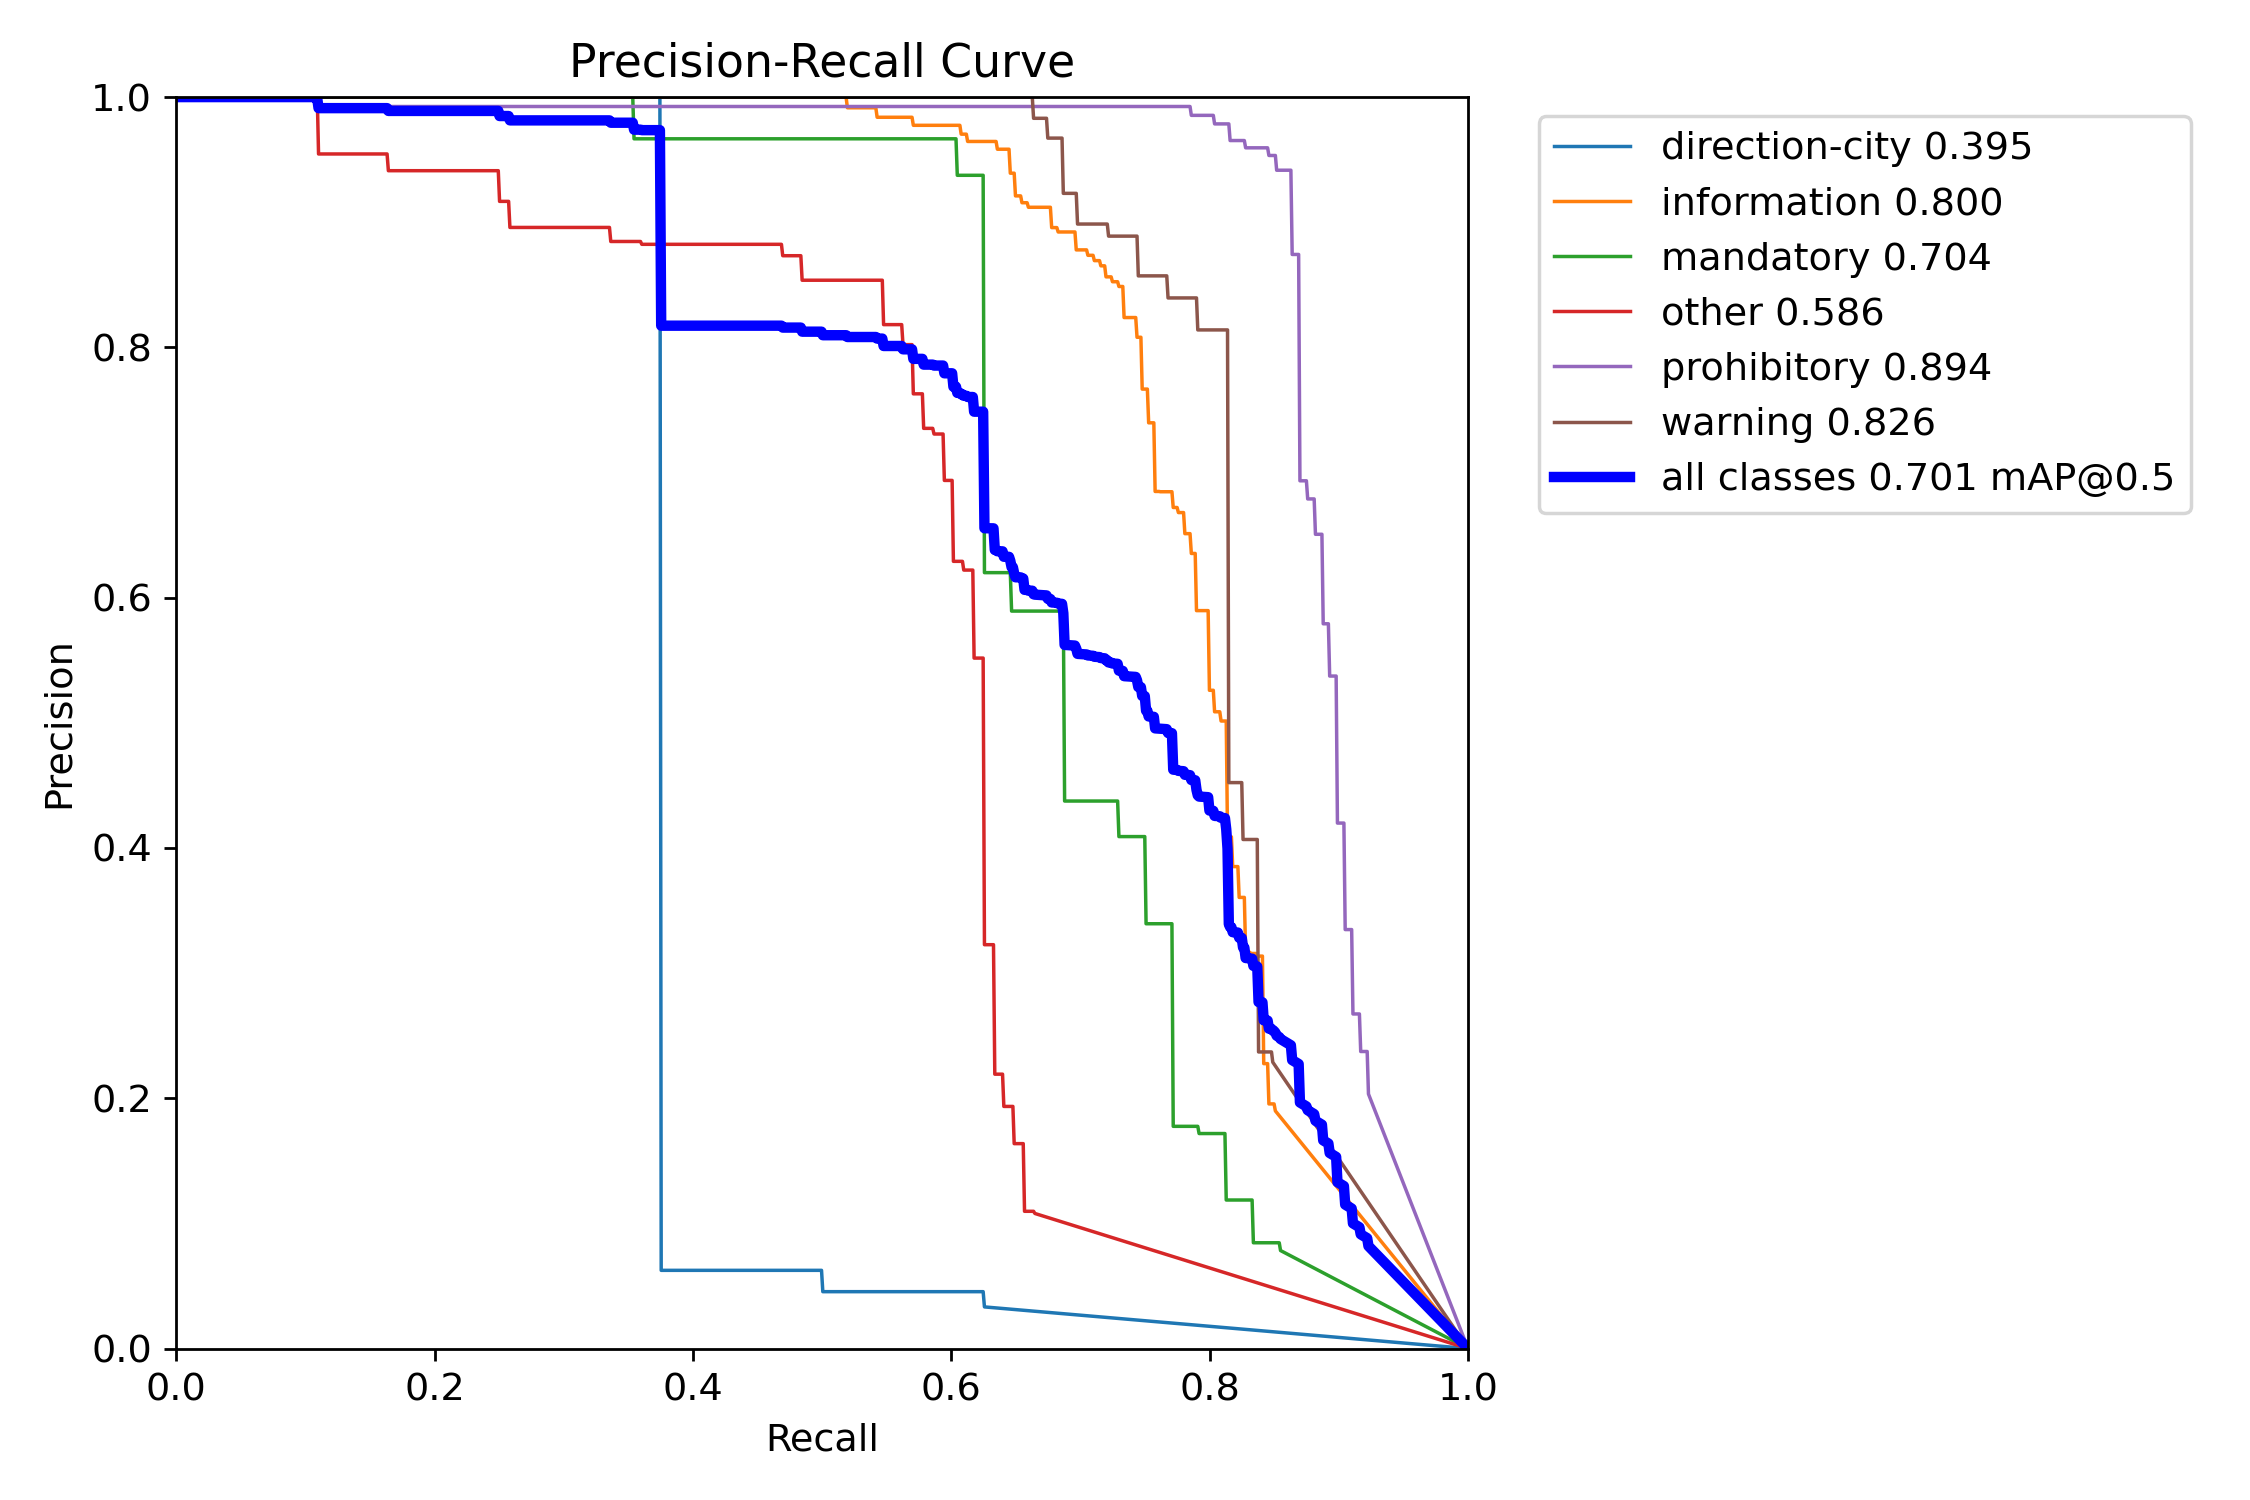 Precision-Recall Curve
1.0
0.8
0.6
0.4
0.2
0.0
Precision
0.0 0.2 0.4 0.6 0.8 1.0
Recall
direction-city 0.395
information 0.800
mandatory 0.704
other 0.586
prohibitory 0.894
warning 0.826
all classes 0.701 mAP@0.5